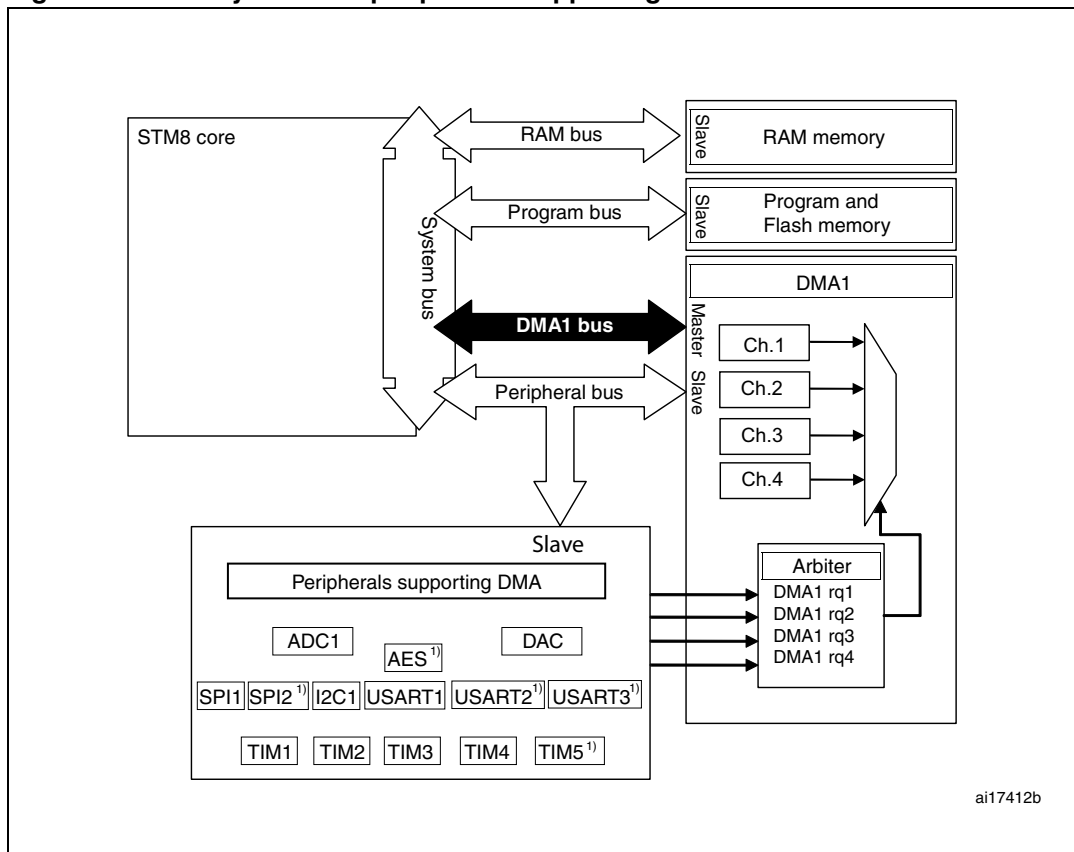 STM8 core
System bus
RAM bus
Program bus
DMA1 bus
Peripheral bus
Slave
RAM memory
Slave
Program and
Flash memory
DMA1
Master
Slave
Ch.1
Ch.2
Ch.3
Ch.4
Arbiter
DMA1 rq1
DMA1 rq2
DMA1 rq3
DMA1 rq4
Slave
Peripherals supporting DMA
ADC1
AES 1)
DAC
SPI1
SPI2 1)
I2C1
USART1
USART2 1)
USART3 1)
TIM1
TIM2
TIM3
TIM4
TIM5 1)
ai17412b